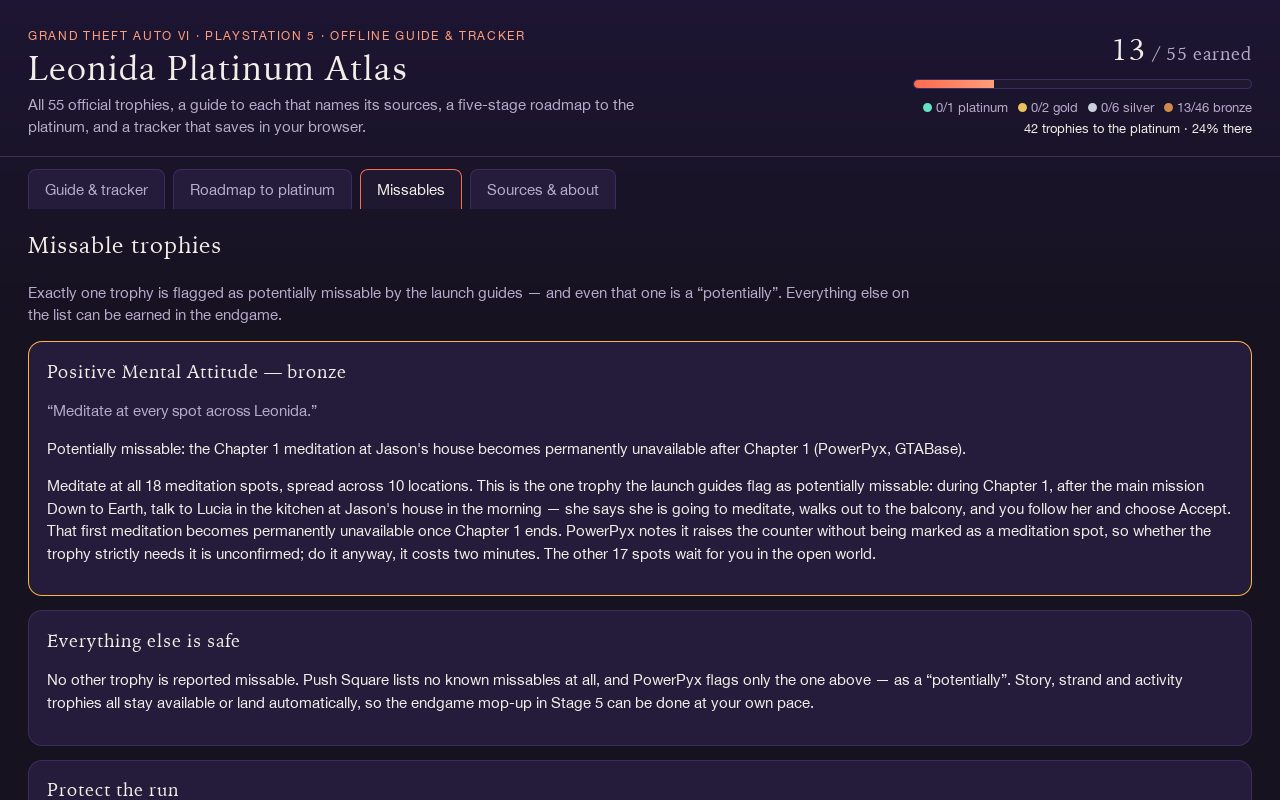 GRAND THEFT AUTO VI · PLAYSTATION 5 · OFFLINE GUIDE & TRACKER
Leonida Platinum Atlas
All 55 official trophies, a guide to each that names its sources, a five-stage roadmap to the
platinum, and a tracker that saves in your browser.
13 / 55 earned
0/1 platinum 0/2 gold 0/6 silver 13/46 bronze
42 trophies to the platinum · 24% there
Guide & tracker
Roadmap to platinum
Missables
Sources & about
Missable trophies
Exactly one trophy is flagged as potentially missable by the launch guides — and even that one is a “potentially”. Everything else on
the list can be earned in the endgame.
Positive Mental Attitude — bronze
“Meditate at every spot across Leonida.”
Potentially missable: the Chapter 1 meditation at Jason's house becomes permanently unavailable after Chapter 1 (PowerPyx, GTABase).
Meditate at all 18 meditation spots, spread across 10 locations. This is the one trophy the launch guides flag as potentially missable: during Chapter 1, after the main mission
Down to Earth, talk to Lucia in the kitchen at Jason's house in the morning — she says she is going to meditate, walks out to the balcony, and you follow her and choose Accept.
That first meditation becomes permanently unavailable once Chapter 1 ends. PowerPyx notes it raises the counter without being marked as a meditation spot, so whether the
trophy strictly needs it is unconfirmed; do it anyway, it costs two minutes. The other 17 spots wait for you in the open world.
Everything else is safe
No other trophy is reported missable. Push Square lists no known missables at all, and PowerPyx flags only the one above — as a “potentially”. Story, strand and activity
trophies all stay available or land automatically, so the endgame mop-up in Stage 5 can be done at your own pace.
Protect the run